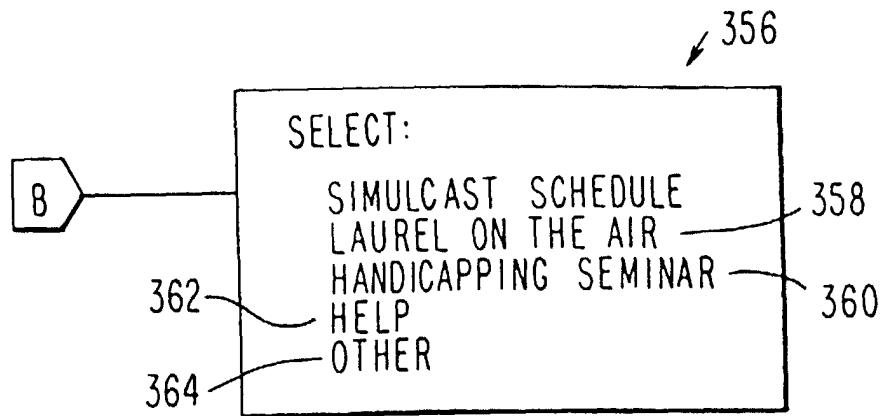 356
SELECT:
B
SIMULCAST SCHEDULE
LAUREL ON THE AIR
358
HANDICAPPING SEMINAR
360
362
HELP
OTHER
364